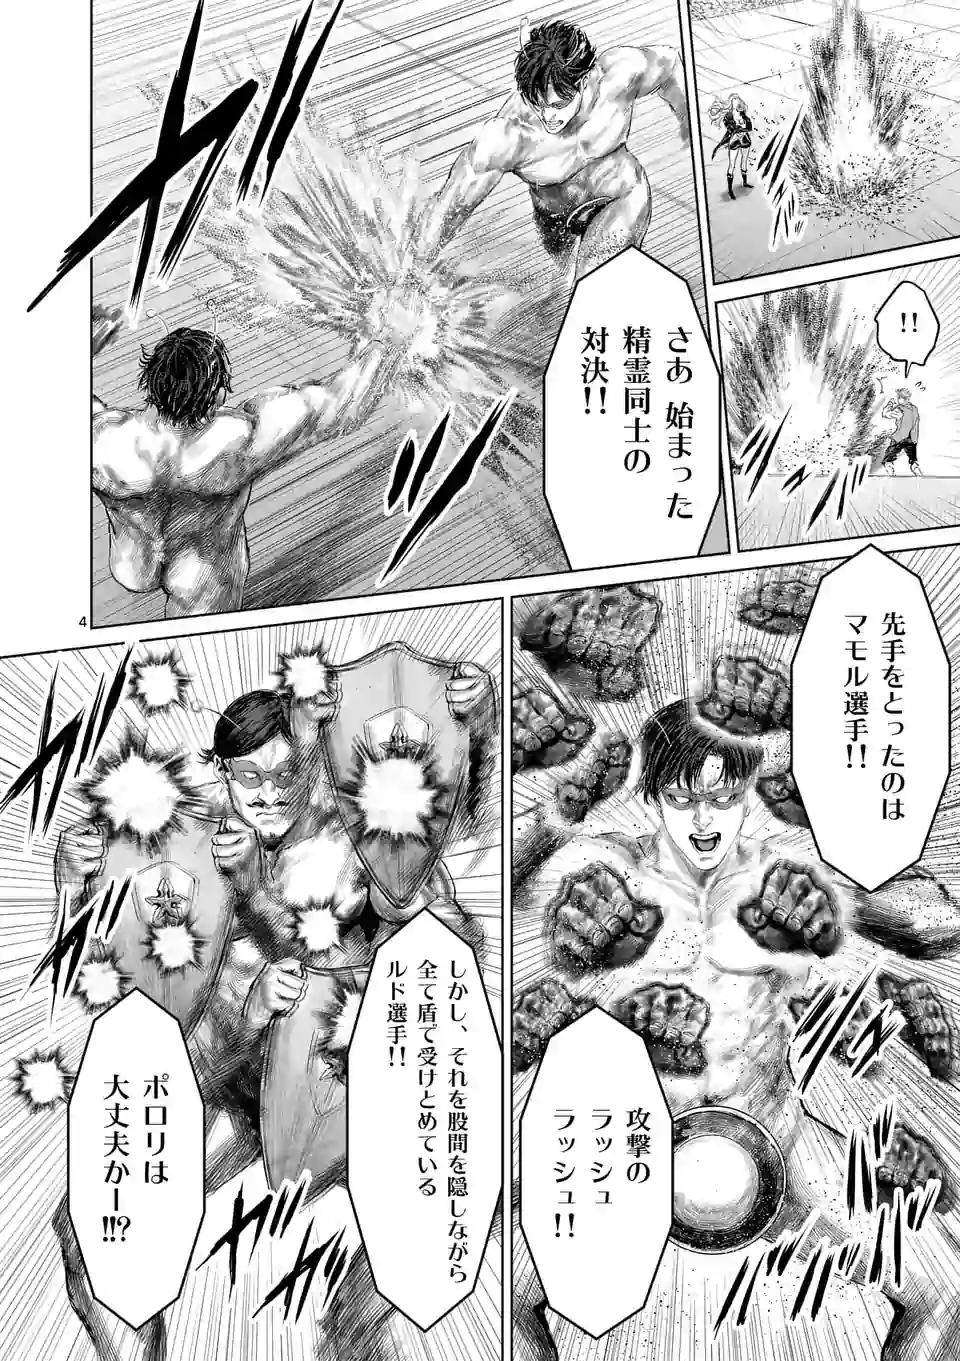 !!
さあ 始まった
精霊同士の
対決!!
先手をとったのは
マモル選手!!
攻撃の
ラッシュ
ラッシュ!!
しかし、それを股間を隠しながら
全て盾で受けとめている
ルド選手!!
ポロリは
大丈夫かー!!?
4